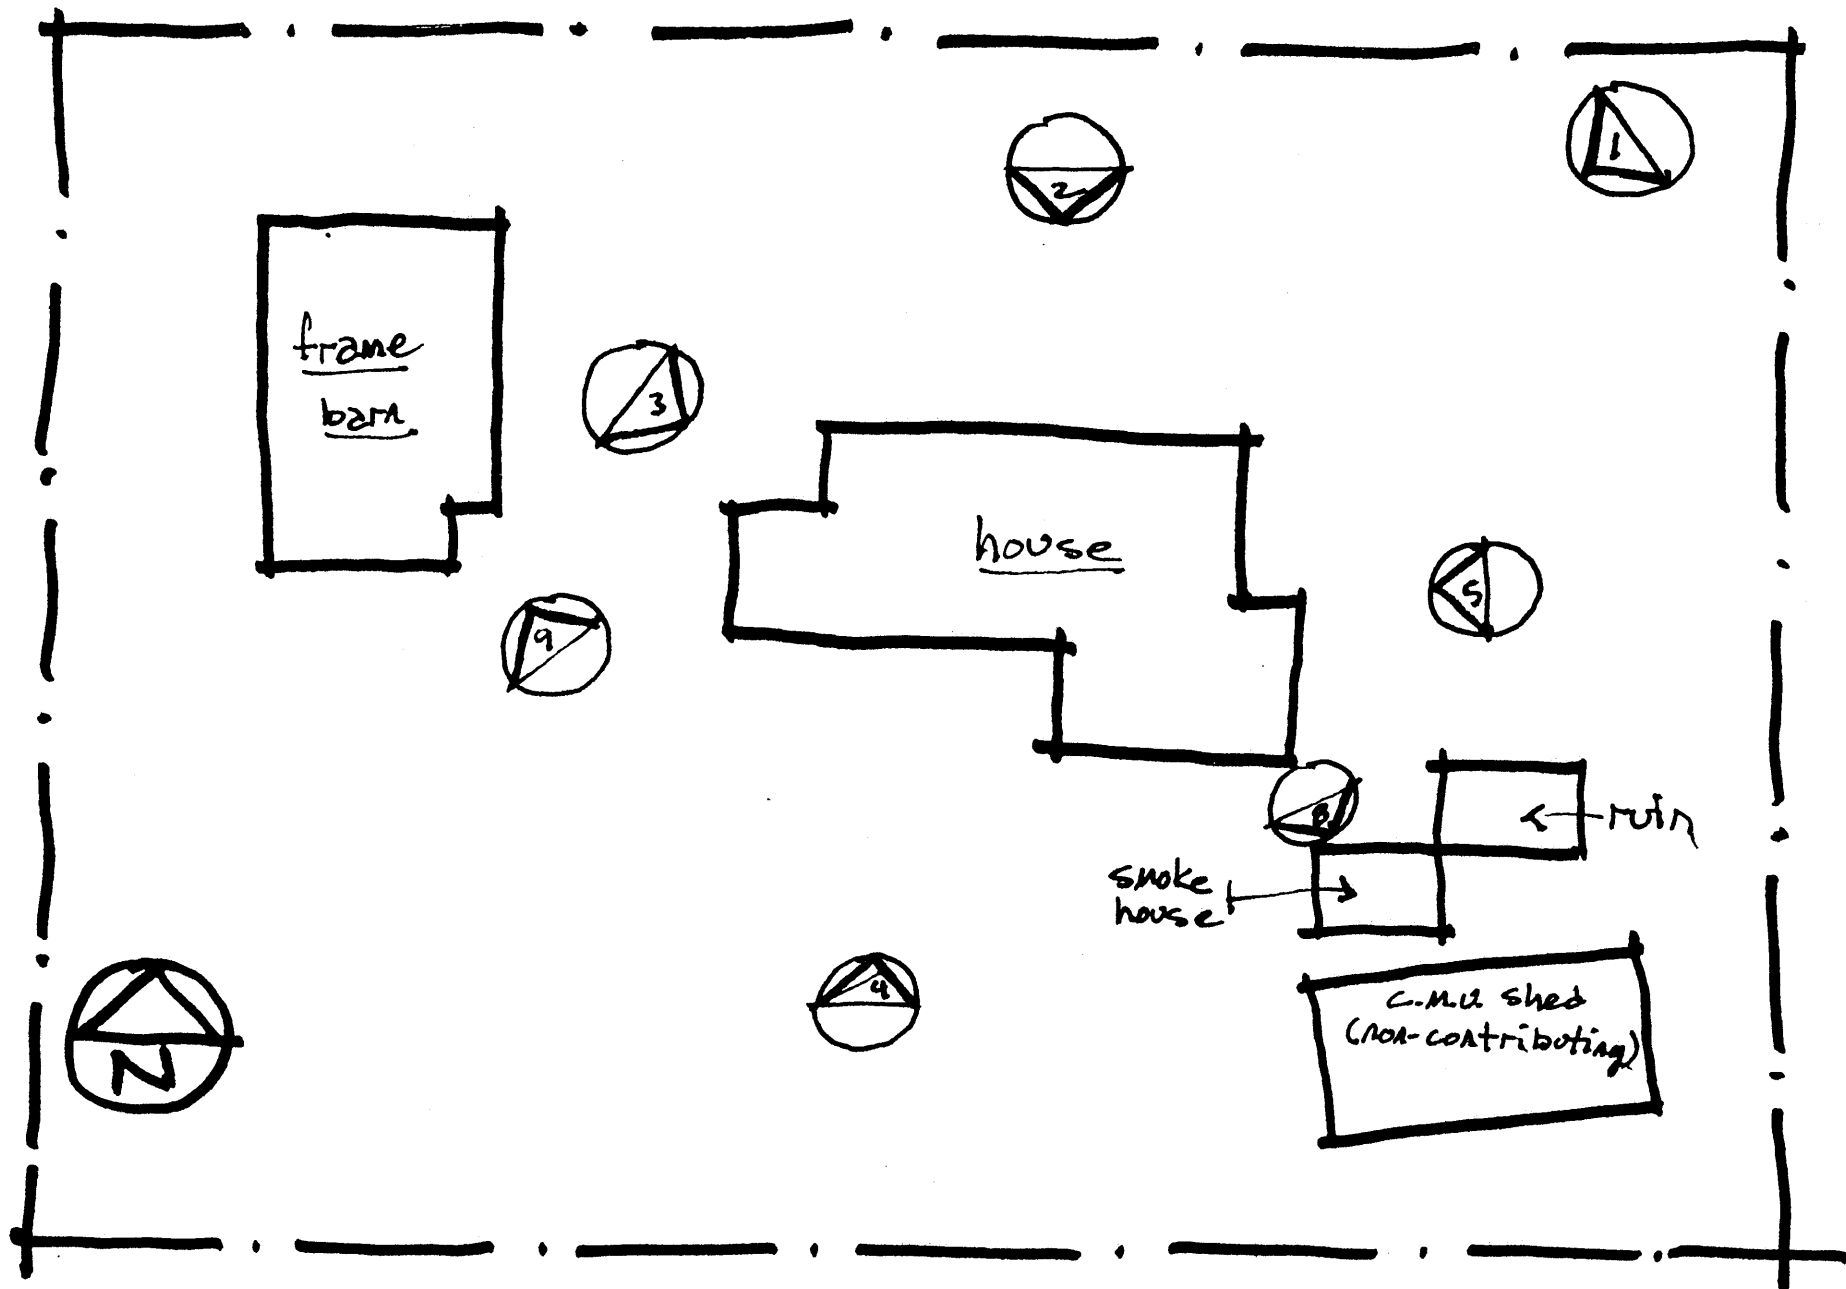 1
2
frame
barn
3
house
5
9
8
ruin
smoke
house
4
C.M.U. shed
(non-contributing)
N